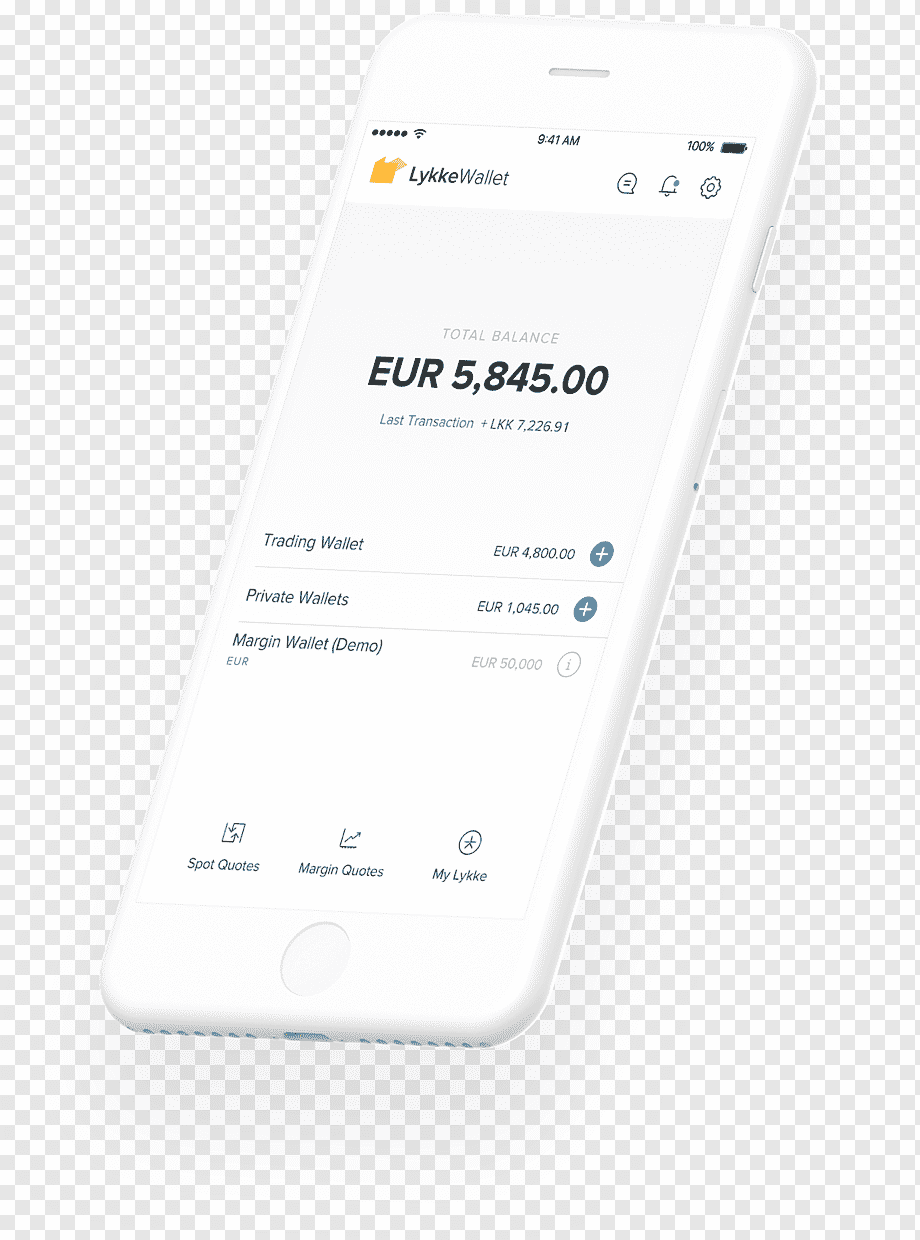 9:41 AM
100%
LykkeWallet
TOTAL BALANCE
EUR 5,845.00
Last Transaction + LKK 7,226.91
Trading Wallet EUR 4,800.00
Private Wallets EUR 1,045.00
Margin Wallet (Demo)
EUR
EUR 50,000
Spot Quotes Margin Quotes My Lykke